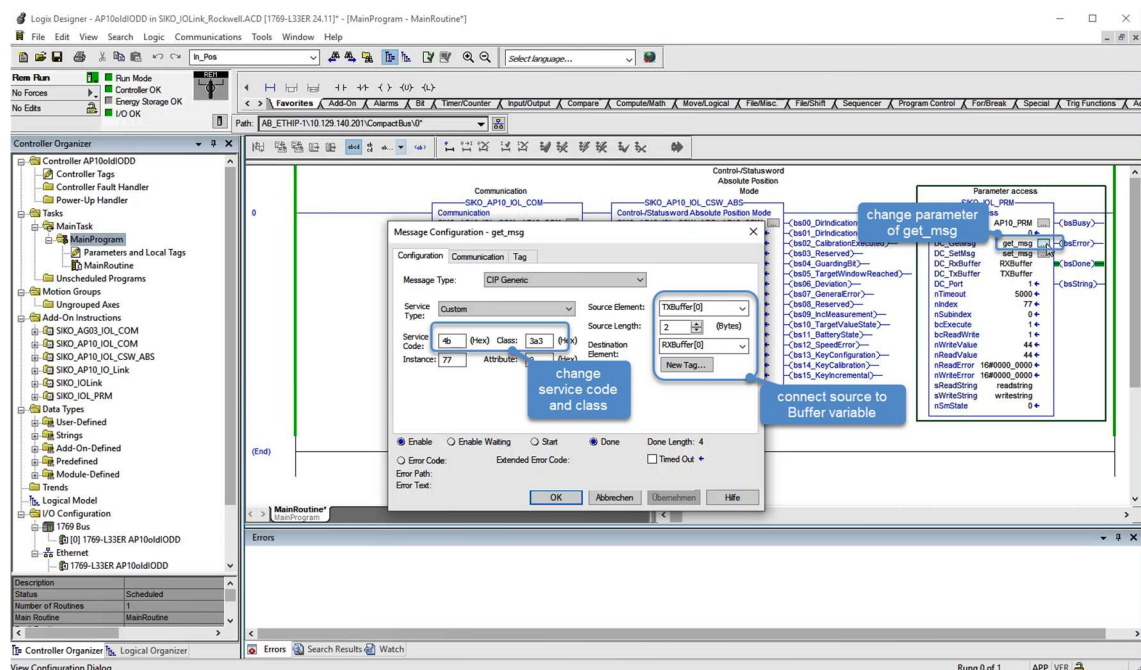 Logix Designer - AP10oldIODD in SIKO_IOLink_Rockwell.ACD [1769-L33ER 24.11]* - [MainProgram - MainRoutine*]
File Edit View Search Logic Communications Tools Window Help
In_Pos
Select language...
Rem Run
Run Mode
REM
No Forces
Controller OK
Energy Storage OK
No Edits
I/O OK
Favorites Add-On Alarms Bit Timer/Counter Input/Output Compare Compute/Math Move/Logical File/Misc. File/Shift Sequencer Program Control For/Break Special Trig Functions
Path: AB_ETHIP-1\10.129.140.201\CompactBus\0*
Controller Organizer
Controller AP10oldIODD
Controller Tags
Controller Fault Handler
Power-Up Handler
Tasks
MainTask
MainProgram
Parameters and Local Tags
MainRoutine
Unscheduled Programs
Motion Groups
Ungrouped Axes
Add-On Instructions
SIKO_AG03_IOL_COM
SIKO_AP10_IOL_COM
SIKO_AP10_IOL_CSW_ABS
SIKO_AP10_IO_Link
SIKO_IOLink
SIKO_IOL_PRM
Data Types
User-Defined
Strings
Add-On-Defined
Predefined
Module-Defined
Trends
Logical Model
I/O Configuration
1769 Bus
[0] 1769-L33ER AP10oldIODD
Ethernet
1769-L33ER AP10oldIODD
Description
Status Scheduled
Number of Routines 1
Main Routine MainRoutine
Controller Organizer Logical Organizer
0
(End)
Communication
SIKO_AP10_IOL_COM
Communication
Control-/Statusword
Absolute Position
Mode
SIKO_AP10_IOL_CSW_ABS
Control-/Statusword Absolute Position Mode
bs00_DirIndication
bs01_DirIndication
bs02_CalibrationExecuted
bs03_Reserved
bs04_GuardingBit
bs05_TargetWindowReached
bs06_Deviation
bs07_GeneralError
bs08_Reserved
bs09_IncMeasurement
bs10_TargetValueState
bs11_BatteryState
bs12_SpeedError
bs13_KeyConfiguration
bs14_KeyCalibration
bs15_KeyIncremental
Parameter access
AP10_PRM ... bsBusy
0
DC_GetMsg get_msg ... bsError
DC_SetMsg set_msg ...
DC_RxBuffer RXBuffer bsDone
DC_TxBuffer TXBuffer
DC_Port 1 bsString
nTimeout 5000
nIndex 77
nSubindex 0
bcExecute 1
bcReadWrite 1
nWriteValue 44
nReadValue 44
nReadError 16#0000_0000
nWriteError 16#0000_0000
sReadString readstring
sWriteString writestring
nSmState 0
change parameter
of get_msg
Message Configuration - get_msg
Configuration Communication Tag
Message Type: CIP Generic
Service
Type: Custom
Source Element: TXBuffer[0]
Source Length: 2 (Bytes)
Service
Code: 4b (Hex) Class: 3a3 (Hex)
Destination
Element: RXBuffer[0]
Instance: 77 Attribute:
New Tag...
change
service code
and class
connect source to
Buffer variable
Enable Enable Waiting Start Done Done Length: 4
Error Code: Extended Error Code: Timed Out
Error Path:
Error Text:
OK Abbrechen Übernehmen Hilfe
MainRoutine*
MainProgram
Errors
Errors Search Results Watch
View Configuration Dialog
Rung 0 of 1 APP VER